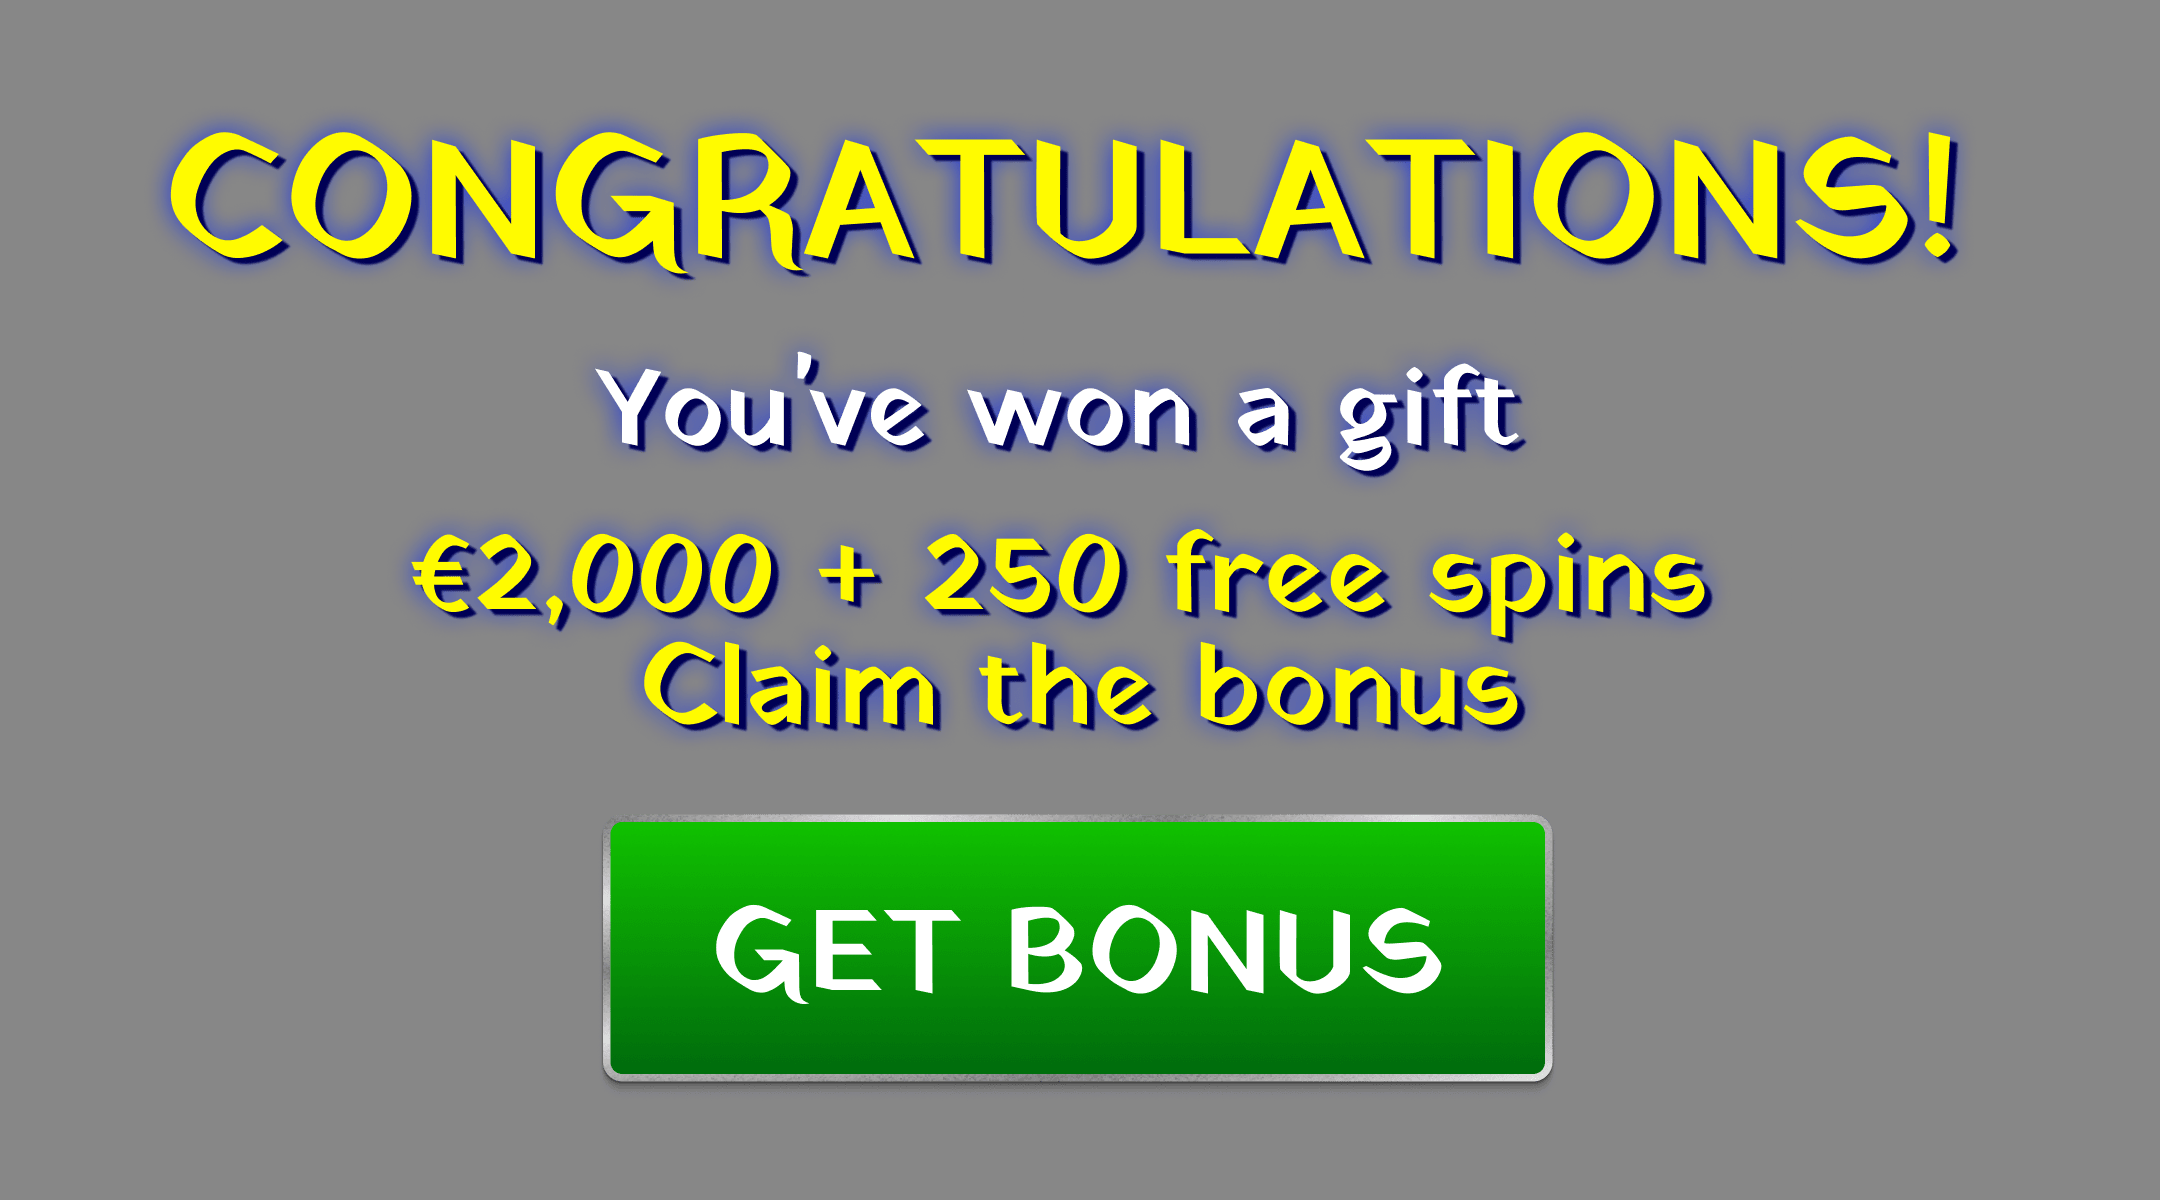 CONGRATULATIONS!
You've won a gift
€2,000 + 250 free spins
Claim the bonus
GET BONUS